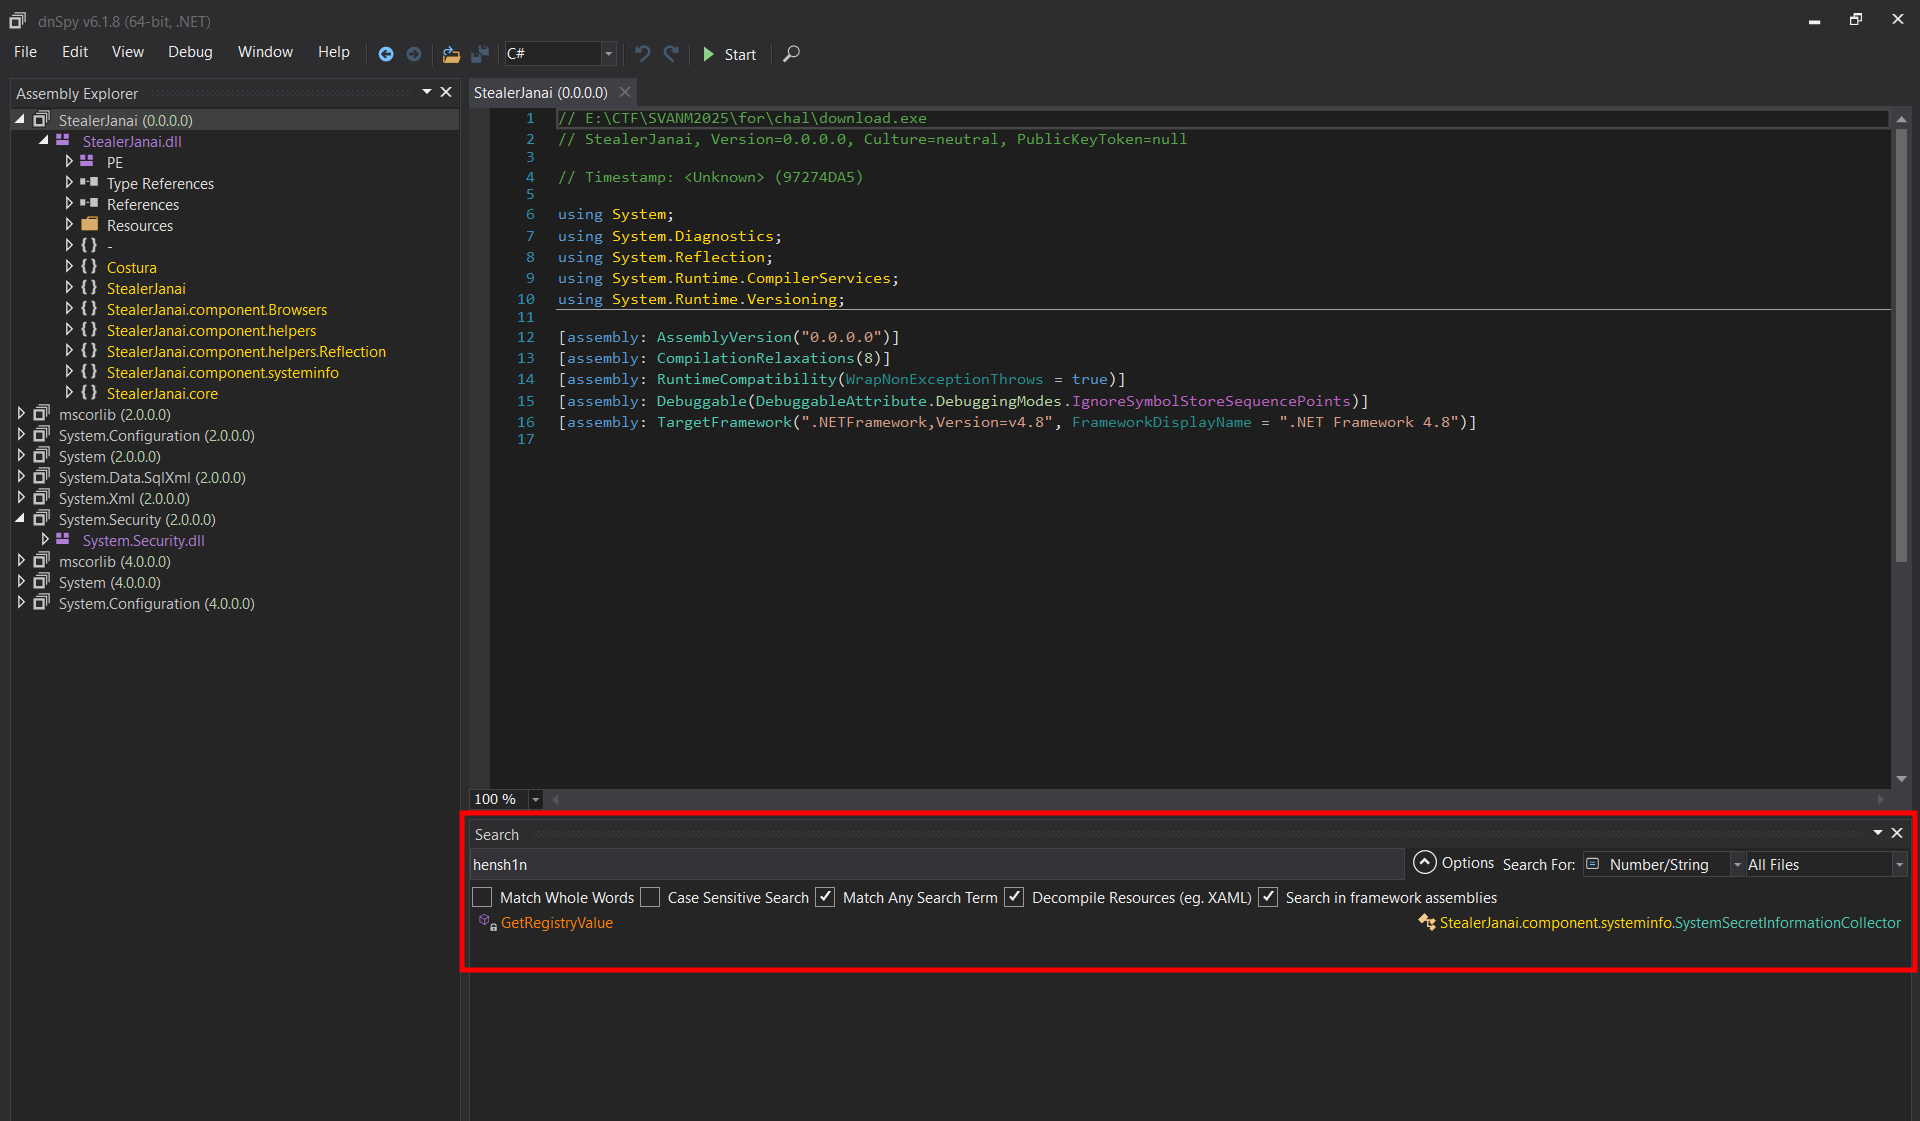 dnSpy v6.1.8 (64-bit, .NET)
File Edit View Debug Window Help C# Start
Assembly Explorer
StealerJanai (0.0.0.0)
StealerJanai.dll
PE
Type References
References
Resources
{ } -
{ } Costura
{ } StealerJanai
{ } StealerJanai.component.Browsers
{ } StealerJanai.component.helpers
{ } StealerJanai.component.helpers.Reflection
{ } StealerJanai.component.systeminfo
{ } StealerJanai.core
mscorlib (2.0.0.0)
System.Configuration (2.0.0.0)
System (2.0.0.0)
System.Data.SqlXml (2.0.0.0)
System.Xml (2.0.0.0)
System.Security (2.0.0.0)
System.Security.dll
mscorlib (4.0.0.0)
System (4.0.0.0)
System.Configuration (4.0.0.0)
StealerJanai (0.0.0.0)
1 // E:\CTF\SVANM2025\for\chal\download.exe
2 // StealerJanai, Version=0.0.0.0, Culture=neutral, PublicKeyToken=null
3
4 // Timestamp: <Unknown> (97274DA5)
5
6 using System;
7 using System.Diagnostics;
8 using System.Reflection;
9 using System.Runtime.CompilerServices;
10 using System.Runtime.Versioning;
11
12 [assembly: AssemblyVersion("0.0.0.0")]
13 [assembly: CompilationRelaxations(8)]
14 [assembly: RuntimeCompatibility(WrapNonExceptionThrows = true)]
15 [assembly: Debuggable(DebuggableAttribute.DebuggingModes.IgnoreSymbolStoreSequencePoints)]
16 [assembly: TargetFramework(".NETFramework,Version=v4.8", FrameworkDisplayName = ".NET Framework 4.8")]
17
100 %
Search
hensh1n Options Search For: Number/String All Files
Match Whole Words Case Sensitive Search Match Any Search Term Decompile Resources (eg. XAML) Search in framework assemblies
GetRegistryValue StealerJanai.component.systeminfo.SystemSecretInformationCollector